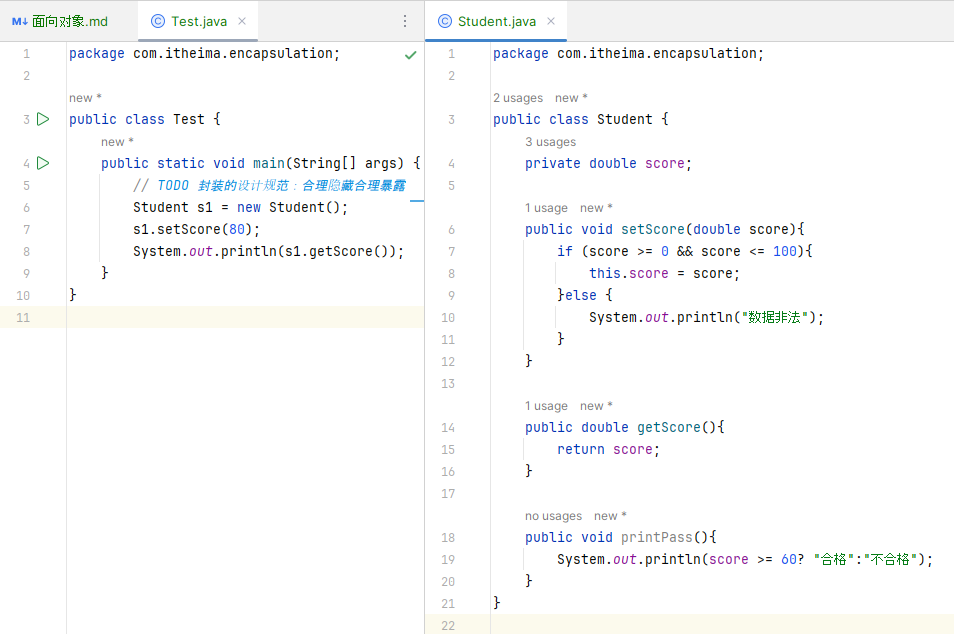 M↓ 面向对象.md
Test.java
1 package com.itheima.encapsulation;
2
new *
3 public class Test {
new *
4 public static void main(String[] args) {
5 // TODO 封装的设计规范：合理隐藏合理暴露
6 Student s1 = new Student();
7 s1.setScore(80);
8 System.out.println(s1.getScore());
9 }
10 }
11
Student.java
1 package com.itheima.encapsulation;
2
2 usages new *
3 public class Student {
3 usages
4 private double score;
5
1 usage new *
6 public void setScore(double score){
7 if (score >= 0 && score <= 100){
8 this.score = score;
9 }else {
10 System.out.println("数据非法");
11 }
12 }
13
1 usage new *
14 public double getScore(){
15 return score;
16 }
17
no usages new *
18 public void printPass(){
19 System.out.println(score >= 60? "合格":"不合格");
20 }
21 }
22